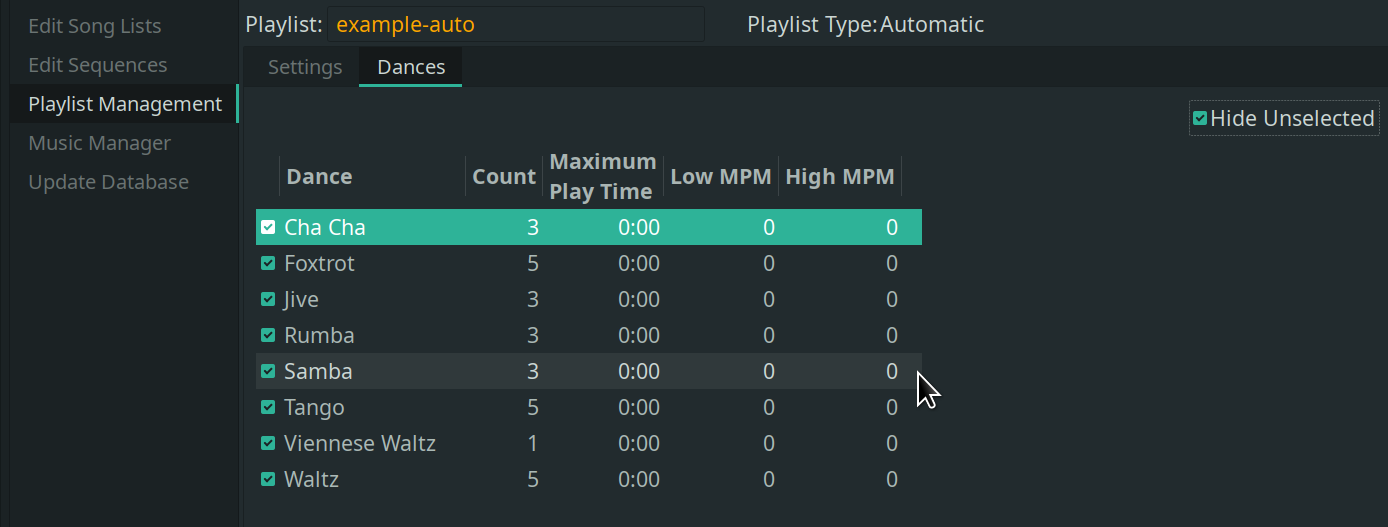 Edit Song Lists
Edit Sequences
Playlist Management
Music Manager
Update Database
Playlist: example-auto Playlist Type:Automatic
Settings Dances
Hide Unselected
Dance Count Maximum Play Time Low MPM High MPM
Cha Cha 3 0:00 0 0
Foxtrot 5 0:00 0 0
Jive 3 0:00 0 0
Rumba 3 0:00 0 0
Samba 3 0:00 0 0
Tango 5 0:00 0 0
Viennese Waltz 1 0:00 0 0
Waltz 5 0:00 0 0